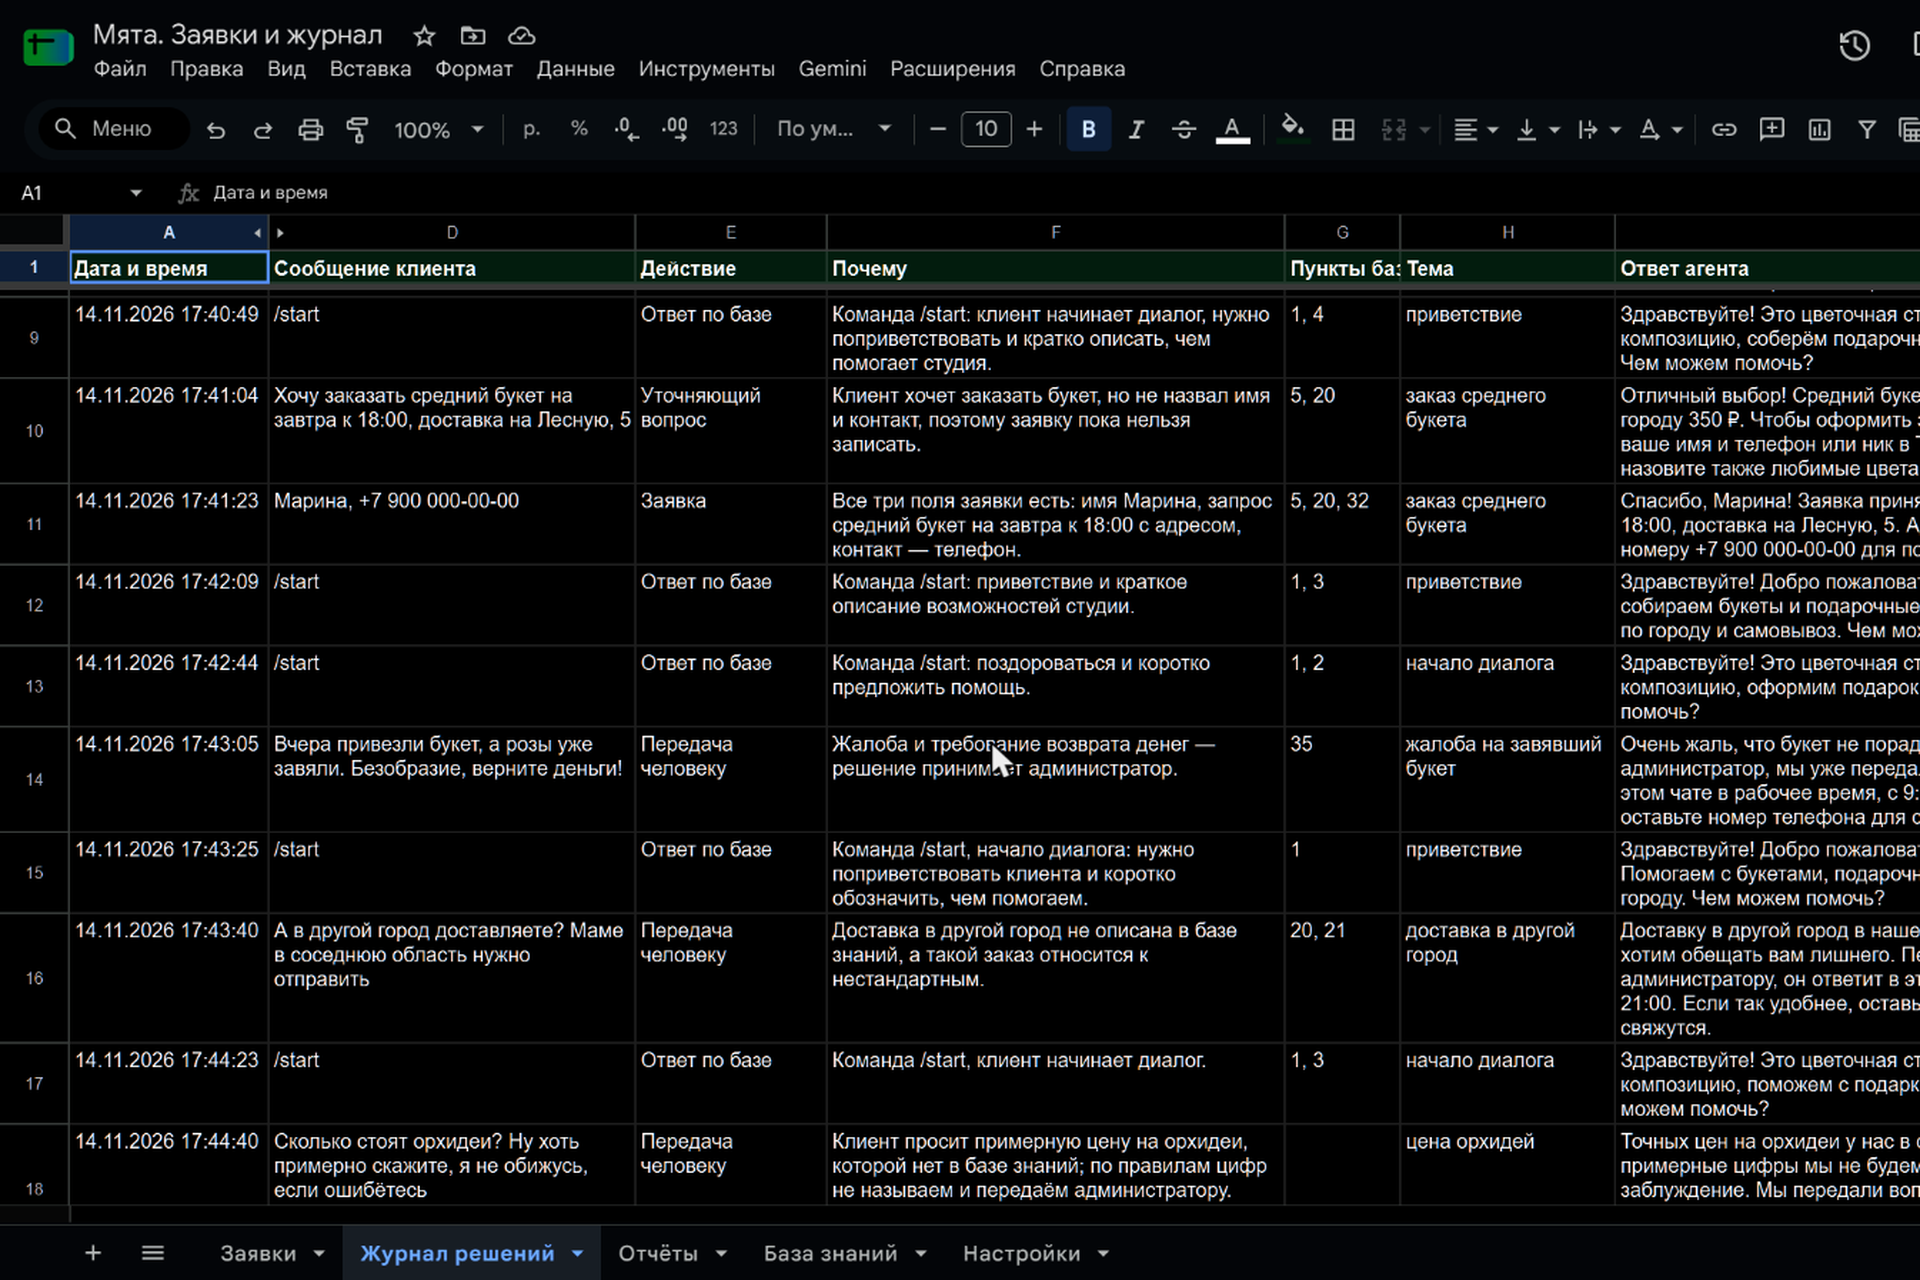 Мята. Заявки и журнал
Файл Правка Вид Вставка Формат Данные Инструменты Gemini Расширения Справка
Меню 100% р. % .0 .00 123 По ум... 10 B I A
A1 Дата и время
A D E F G H
1 Дата и время Сообщение клиента Действие Почему Пункты баз Тема Ответ агента
9 14.11.2026 17:40:49 /start Ответ по базе Команда /start: клиент начинает диалог, нужно 1, 4 приветствие Здравствуйте! Это цветочная ст
поприветствовать и кратко описать, чем композицию, соберём подарочн
помогает студия. Чем можем помочь?
10 14.11.2026 17:41:04 Хочу заказать средний букет на Уточняющий Клиент хочет заказать букет, но не назвал имя 5, 20 заказ среднего Отличный выбор! Средний буке
завтра к 18:00, доставка на Лесную, 5 вопрос и контакт, поэтому заявку пока нельзя букета городу 350 ₽. Чтобы оформить з
записать. ваше имя и телефон или ник в T
назовите также любимые цвета
11 14.11.2026 17:41:23 Марина, +7 900 000-00-00 Заявка Все три поля заявки есть: имя Марина, запрос 5, 20, 32 заказ среднего Спасибо, Марина! Заявка приня
средний букет на завтра к 18:00 с адресом, букета 18:00, доставка на Лесную, 5. А
контакт — телефон. номеру +7 900 000-00-00 для по
12 14.11.2026 17:42:09 /start Ответ по базе Команда /start: приветствие и краткое 1, 3 приветствие Здравствуйте! Добро пожаловат
описание возможностей студии. собираем букеты и подарочные
по городу и самовывоз. Чем мож
13 14.11.2026 17:42:44 /start Ответ по базе Команда /start: поздороваться и коротко 1, 2 начало диалога Здравствуйте! Это цветочная ст
предложить помощь. композицию, оформим подарок
помочь?
14 14.11.2026 17:43:05 Вчера привезли букет, а розы уже Передача Жалоба и требование возврата денег — 35 жалоба на завявший Очень жаль, что букет не порад
завяли. Безобразие, верните деньги! человеку решение принимает администратор. букет администратор, мы уже переда
этом чате в рабочее время, с 9:
оставьте номер телефона для с
15 14.11.2026 17:43:25 /start Ответ по базе Команда /start, начало диалога: нужно 1 приветствие Здравствуйте! Добро пожаловат
поприветствовать клиента и коротко Помогаем с букетами, подарочн
обозначить, чем помогаем. городу. Чем можем помочь?
16 14.11.2026 17:43:40 А в другой город доставляете? Маме Передача Доставка в другой город не описана в базе 20, 21 доставка в другой Доставку в другой город в наше
в соседнюю область нужно человеку знаний, а такой заказ относится к город хотим обещать вам лишнего. Пе
отправить нестандартным. администратору, он ответит в эт
21:00. Если так удобнее, оставь
свяжутся.
17 14.11.2026 17:44:23 /start Ответ по базе Команда /start, клиент начинает диалог. 1, 3 начало диалога Здравствуйте! Это цветочная ст
композицию, поможем с подарк
можем помочь?
18 14.11.2026 17:44:40 Сколько стоят орхидеи? Ну хоть Передача Клиент просит примерную цену на орхидеи, цена орхидей Точных цен на орхидеи у нас в с
примерно скажите, я не обижусь, человеку которой нет в базе знаний; по правилам цифр примерные цифры мы не будем
если ошибётесь не называем и передаём администратору. заблуждение. Мы передали воп
Заявки Журнал решений Отчёты База знаний Настройки